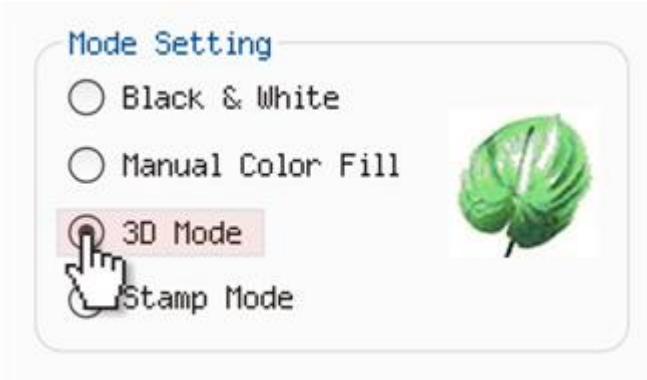 Mode Setting
Black & White
Manual Color Fill
3D Mode
Stamp Mode